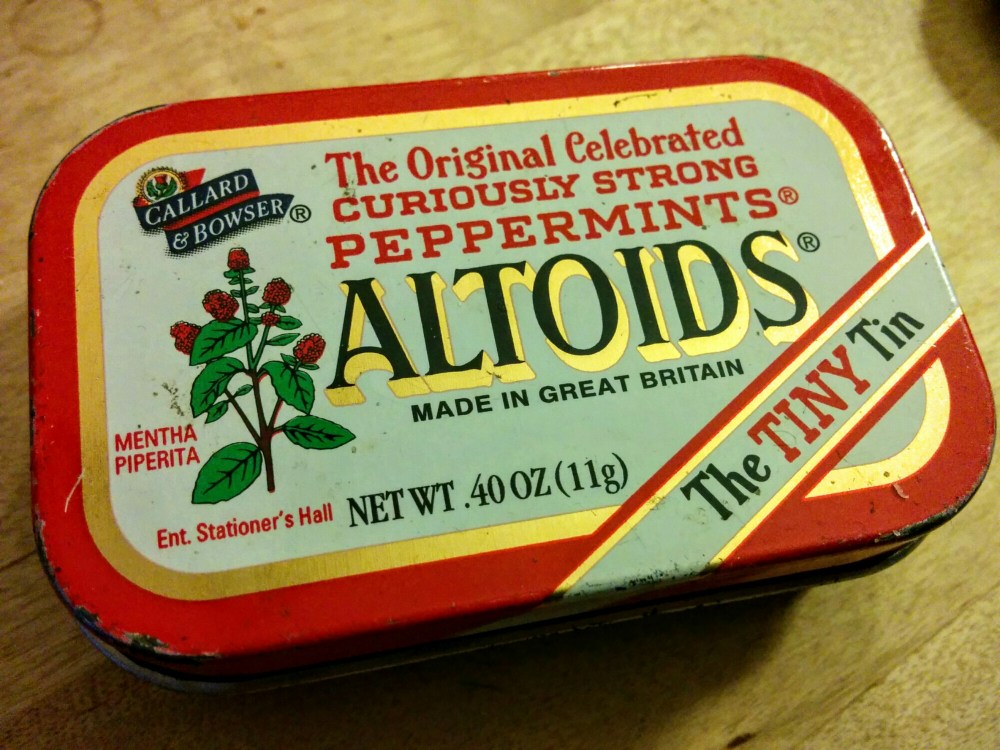 CALLARD
& BOWSER®
The Original Celebrated
CURIOUSLY STRONG
PEPPERMINTS®
ALTOIDS®
MADE IN GREAT BRITAIN
MENTHA
PIPERITA
Ent. Stationer's Hall
NET WT .40 OZ (11g)
The TINY Tin